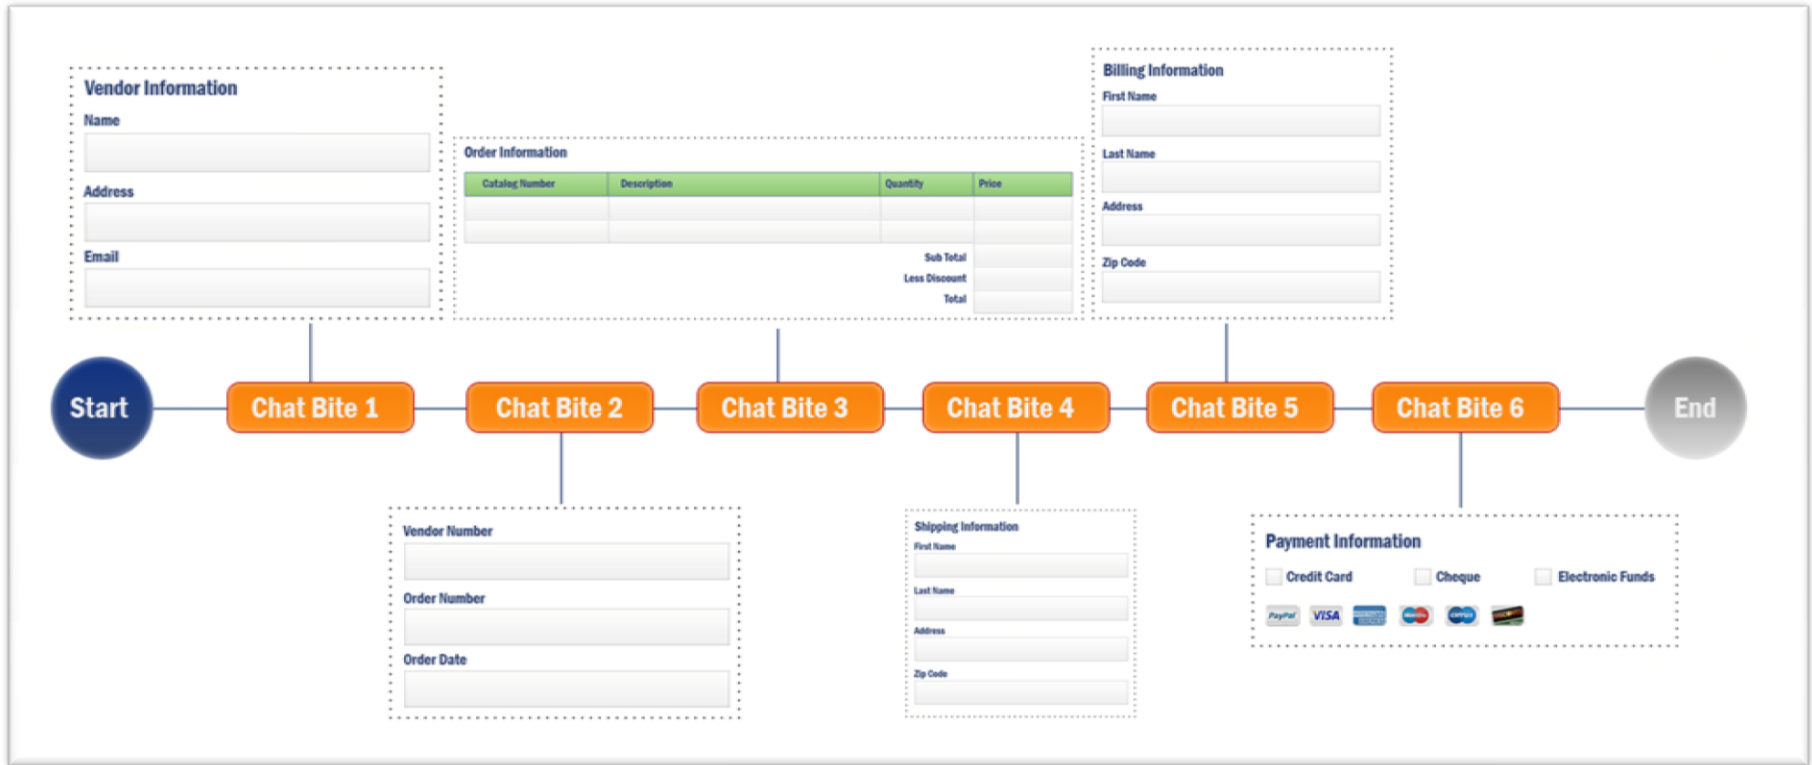 Vendor Information
Name
Address
Email
Order Information
Catalog Number Description Quantity Price
Sub Total
Less Discount
Total
Billing Information
First Name
Last Name
Address
Zip Code
Start
Chat Bite 1
Chat Bite 2
Chat Bite 3
Chat Bite 4
Chat Bite 5
Chat Bite 6
End
Vendor Number
Order Number
Order Date
Shipping Information
First Name
Last Name
Address
Zip Code
Payment Information
Credit Card Cheque Electronic Funds
PayPal VISA